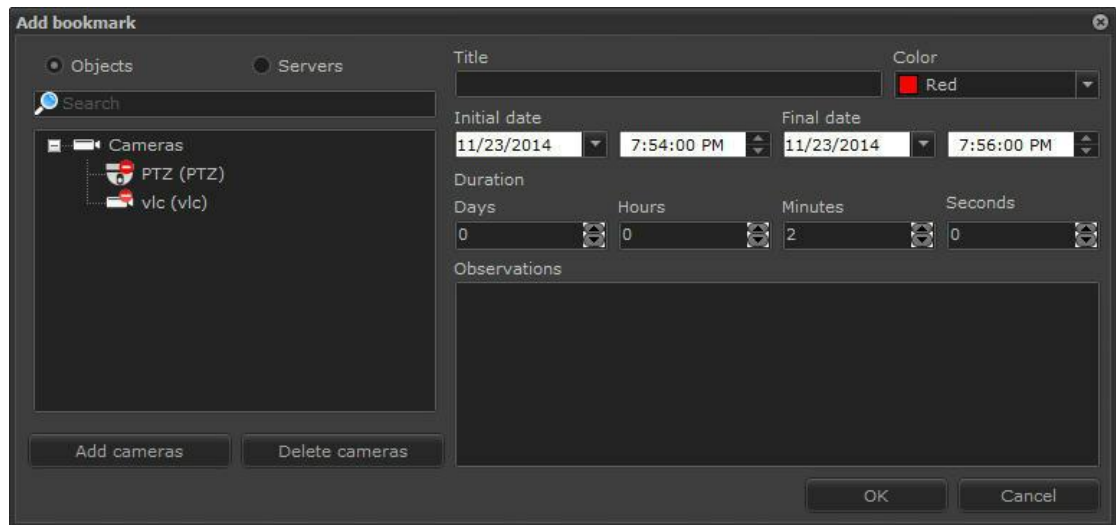 Add bookmark
Objects Servers
Search
Cameras
PTZ (PTZ)
vlc (vlc)
Add cameras Delete cameras
Title Color
Red
Initial date Final date
11/23/2014 7:54:00 PM 11/23/2014 7:56:00 PM
Duration
Days Hours Minutes Seconds
0 0 2 0
Observations
OK Cancel